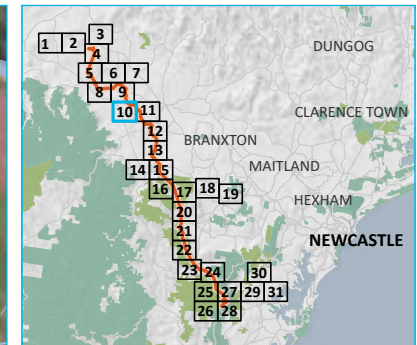 3
1 2
4
DUNGOG
5 6 7
8 9
10 11
CLARENCE TOWN
12
BRANXTON
13
MAITLAND
14 15
16 17 18 19
HEXHAM
20
21
NEWCASTLE
22
23 24
30
25 27 29 31
26 28